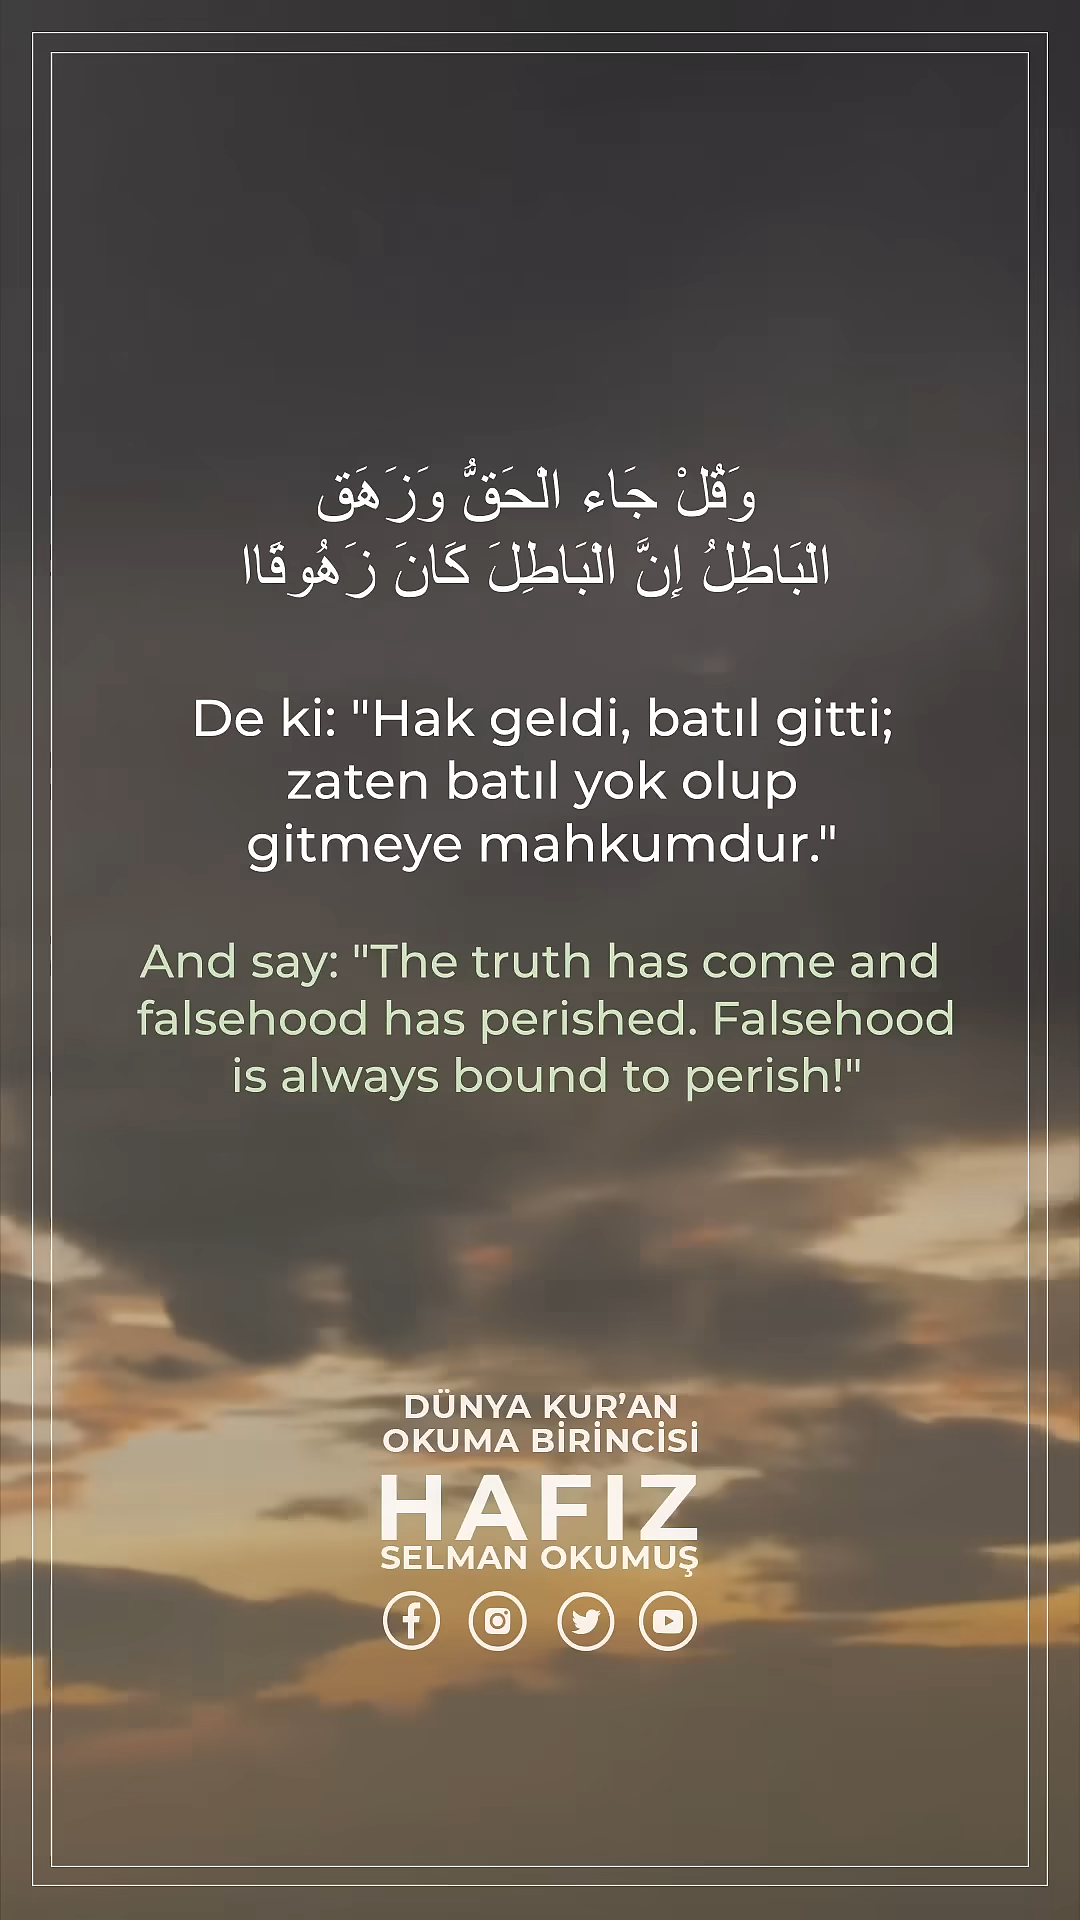 وَقُلْ جَاء الْحَقُّ وَزَهَق
الْبَاطِلُ إِنَّ الْبَاطِلَ كَانَ زَهُوقًاا
De ki: "Hak geldi, batıl gitti;
zaten batıl yok olup
gitmeye mahkumdur."
And say: "The truth has come and
falsehood has perished. Falsehood
is always bound to perish!"
DÜNYA KUR’AN
OKUMA BİRİNCİSİ
HAFIZ
SELMAN OKUMUŞ